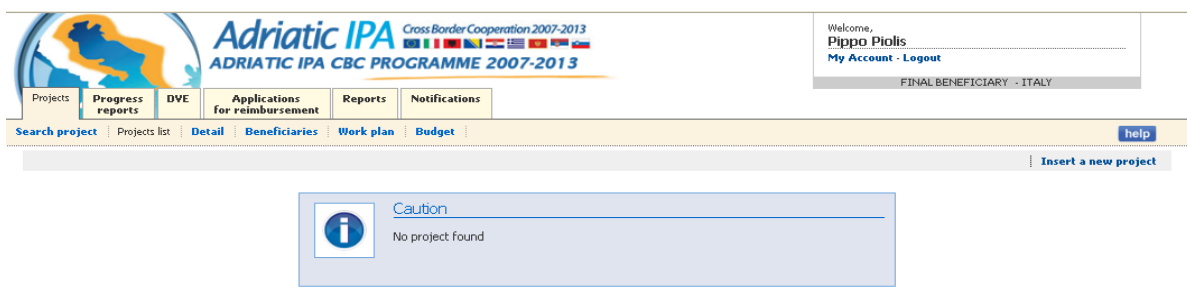 Adriatic IPA
Cross Border Cooperation 2007-2013
ADRIATIC IPA CBC PROGRAMME 2007-2013
Welcome,
Pippo Piolis
My Account - Logout
FINAL BENEFICIARY - ITALY
Projects
Progress
reports
DVE
Applications
for reimbursement
Reports
Notifications
Search project
Projects list
Detail
Beneficiaries
Work plan
Budget
help
Insert a new project
i
Caution
No project found